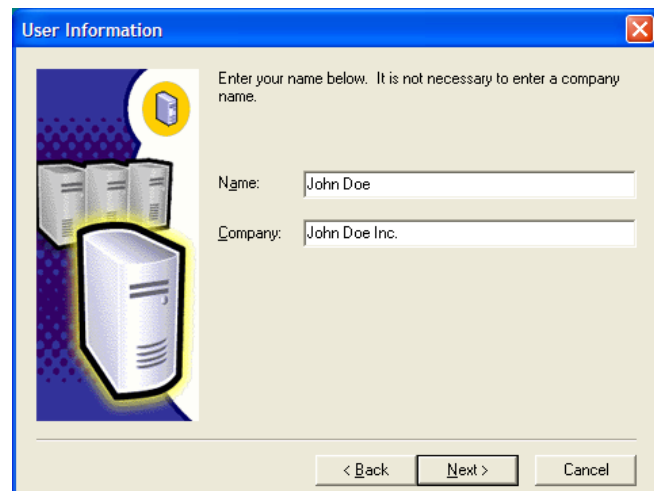 User Information
Enter your name below.  It is not necessary to enter a company
name.
Name:
John Doe
Company:
John Doe Inc.
< Back
Next >
Cancel